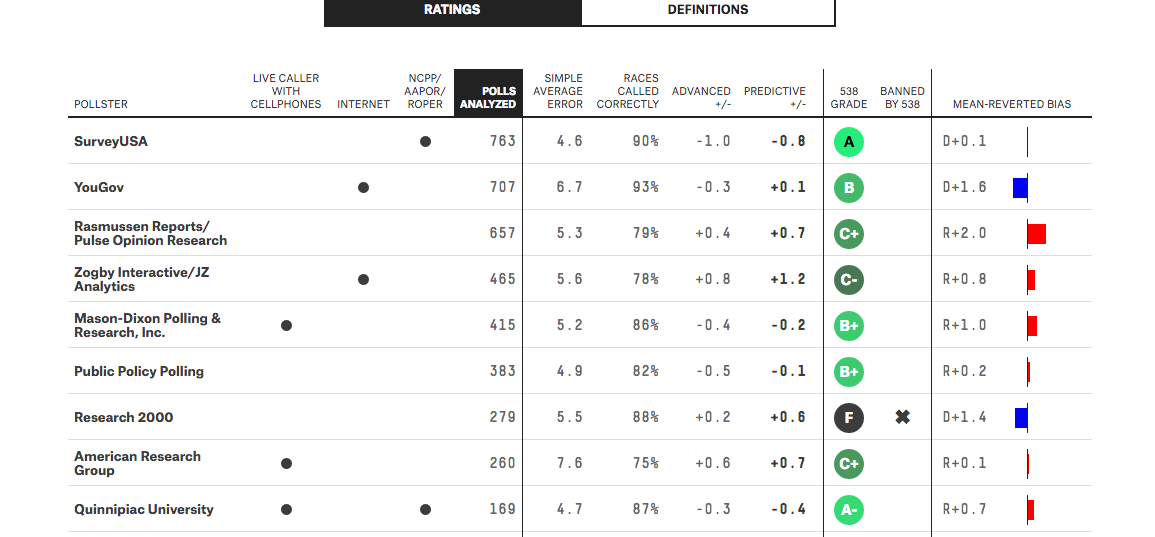 RATINGS DEFINITIONS
POLLSTER LIVE CALLER WITH CELLPHONES INTERNET NCPP/ AAPOR/ ROPER POLLS ANALYZED SIMPLE AVERAGE ERROR RACES CALLED CORRECTLY ADVANCED +/- PREDICTIVE +/- 538 GRADE BANNED BY 538 MEAN-REVERTED BIAS
SurveyUSA ● 763 4.6 90% -1.0 -0.8 A D+0.1
YouGov ● 707 6.7 93% -0.3 +0.1 B D+1.6
Rasmussen Reports/
Pulse Opinion Research 657 5.3 79% +0.4 +0.7 C+ R+2.0
Zogby Interactive/JZ
Analytics ● 465 5.6 78% +0.8 +1.2 C- R+0.8
Mason-Dixon Polling &
Research, Inc. ● 415 5.2 86% -0.4 -0.2 B+ R+1.0
Public Policy Polling 383 4.9 82% -0.5 -0.1 B+ R+0.2
Research 2000 279 5.5 88% +0.2 +0.6 F ✖ D+1.4
American Research
Group ● 260 7.6 75% +0.6 +0.7 C+ R+0.1
Quinnipiac University ● ● 169 4.7 87% -0.3 -0.4 A- R+0.7